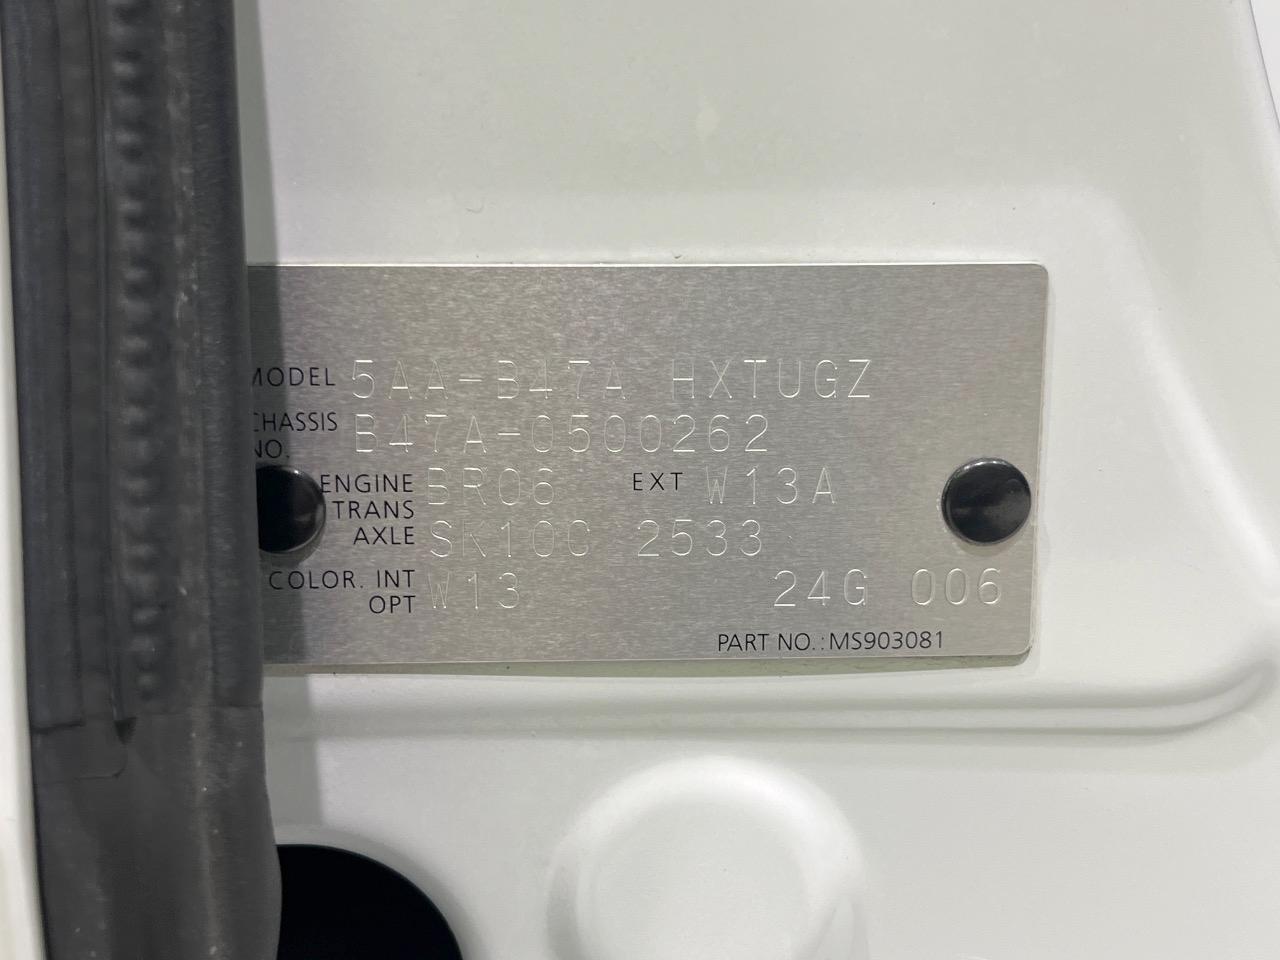 MODEL 5AA-B47A HXTUGZ
CHASSIS NO. B47A-0500262
ENGINE BR06 EXT W13A
TRANS AXLE SK10C 2533
COLOR. INT OPT W13 24G 006
PART NO.:MS903081